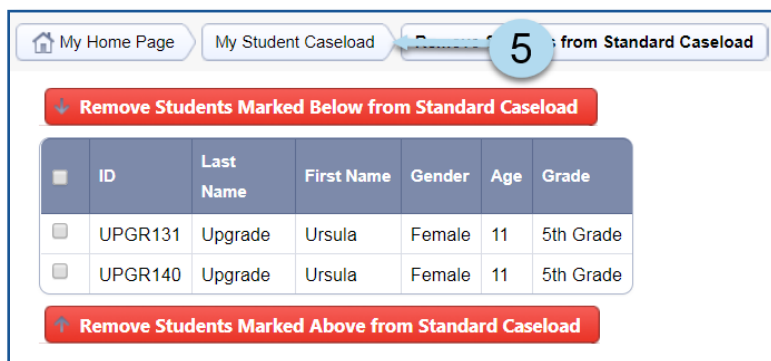 My Home Page My Student Caseload 5 from Standard Caseload
Remove Students Marked Below from Standard Caseload
ID Last Name First Name Gender Age Grade
UPGR131 Upgrade Ursula Female 11 5th Grade
UPGR140 Upgrade Ursula Female 11 5th Grade
Remove Students Marked Above from Standard Caseload